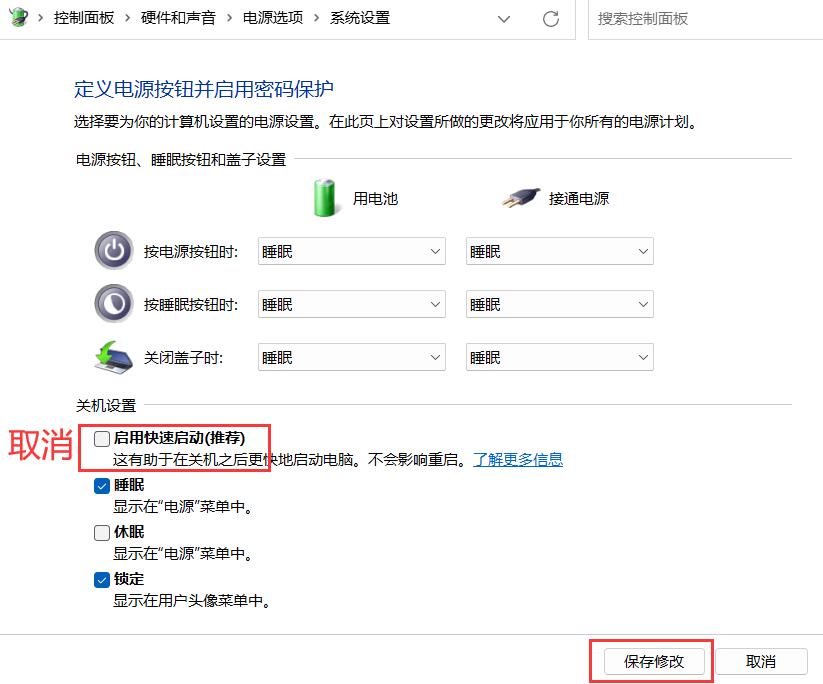 控制面板 › 硬件和声音 › 电源选项 › 系统设置
搜索控制面板
定义电源按钮并启用密码保护
选择要为你的计算机设置的电源设置。在此页上对设置所做的更改将应用于你所有的电源计划。
电源按钮、睡眠按钮和盖子设置
用电池 接通电源
按电源按钮时: 睡眠 睡眠
按睡眠按钮时: 睡眠 睡眠
关闭盖子时: 睡眠 睡眠
关机设置
取消
启用快速启动(推荐)
这有助于在关机之后更快地启动电脑。不会影响重启。了解更多信息
睡眠
显示在“电源”菜单中。
休眠
显示在“电源”菜单中。
锁定
显示在用户头像菜单中。
保存修改 取消